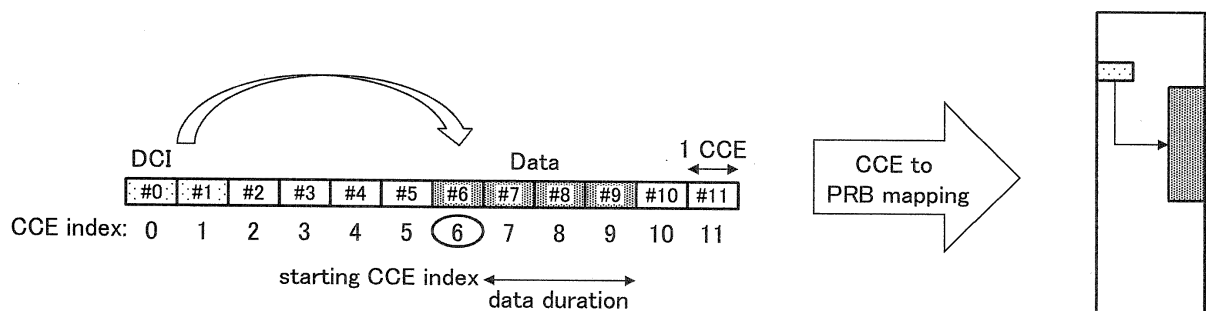 DCI Data 1 CCE
#0 #1 #2 #3 #4 #5 #6 #7 #8 #9 #10 #11
CCE index: 0 1 2 3 4 5 6 7 8 9 10 11
starting CCE index
data duration
CCE to
PRB mapping